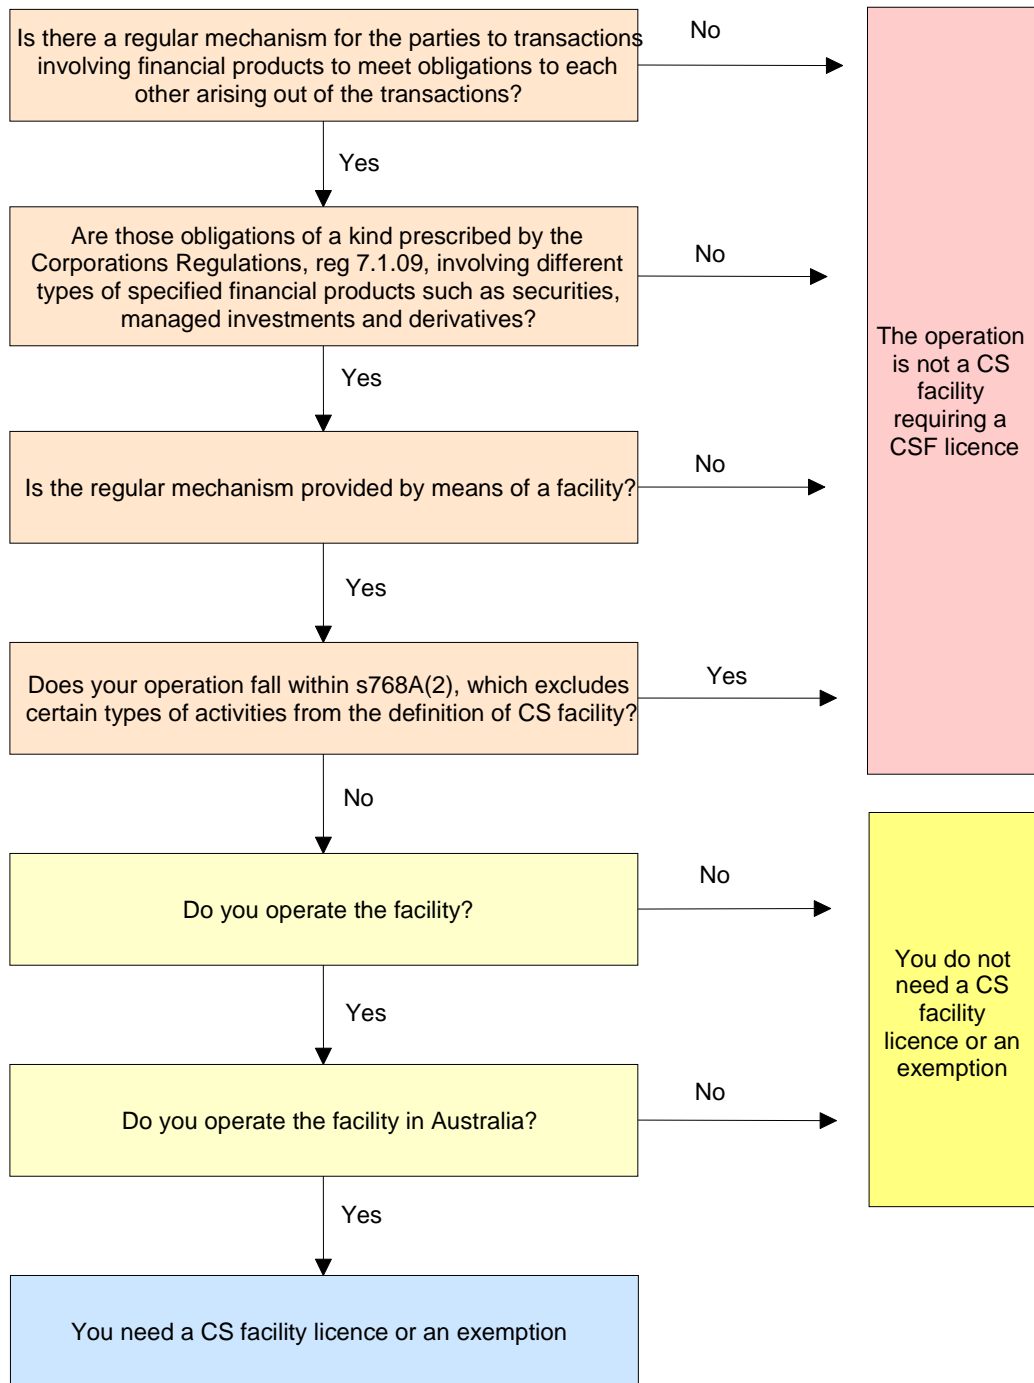 Is there a regular mechanism for the parties to transactions
involving financial products to meet obligations to each
other arising out of the transactions?
No
Yes
Are those obligations of a kind prescribed by the
Corporations Regulations, reg 7.1.09, involving different
types of specified financial products such as securities,
managed investments and derivatives?
No
The operation
is not a CS
facility
requiring a
CSF licence
Yes
Is the regular mechanism provided by means of a facility?
No
Yes
Does your operation fall within s768A(2), which excludes
certain types of activities from the definition of CS facility?
Yes
No
Do you operate the facility?
No
You do not
need a CS
facility
licence or an
exemption
Yes
Do you operate the facility in Australia?
No
Yes
You need a CS facility licence or an exemption